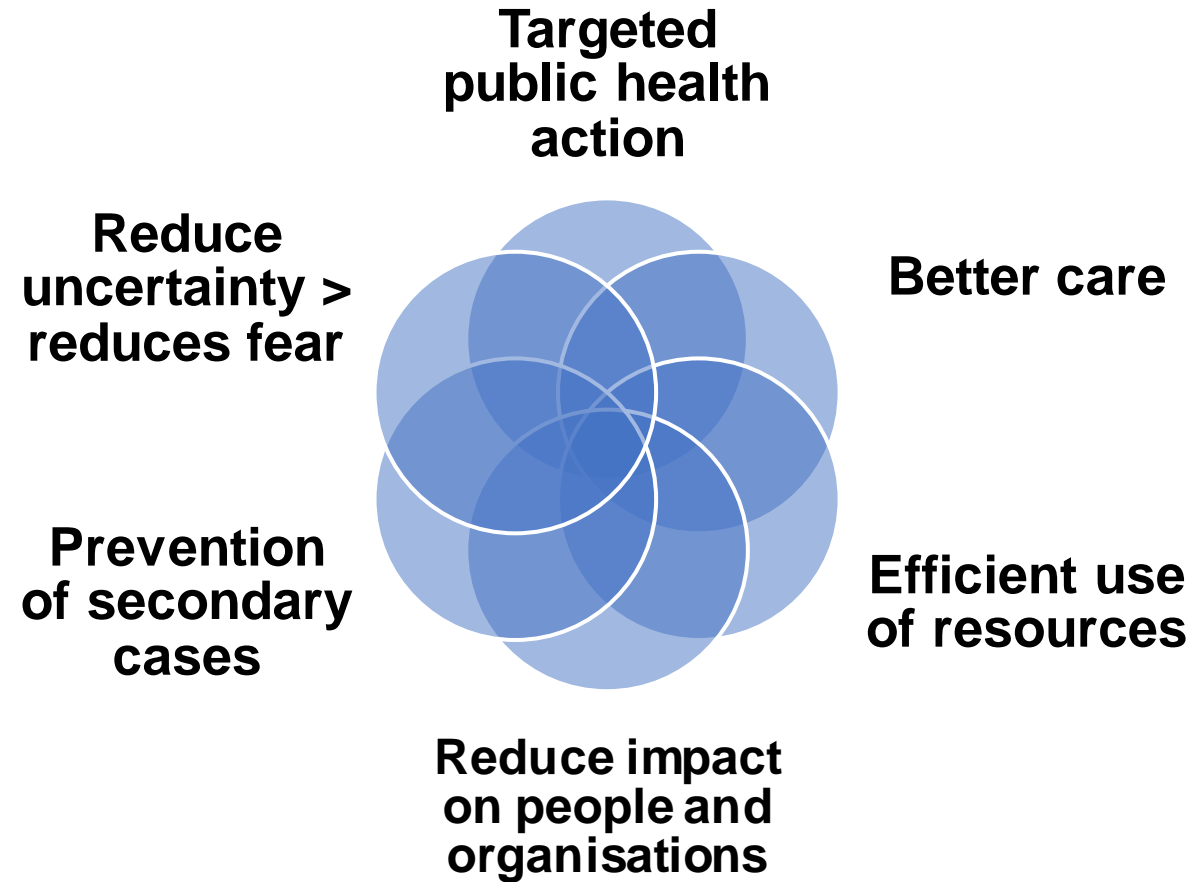 Targeted
public health
action
Better care
Efficient use
of resources
Reduce impact
on people and
organisations
Prevention
of secondary
cases
Reduce
uncertainty >
reduces fear